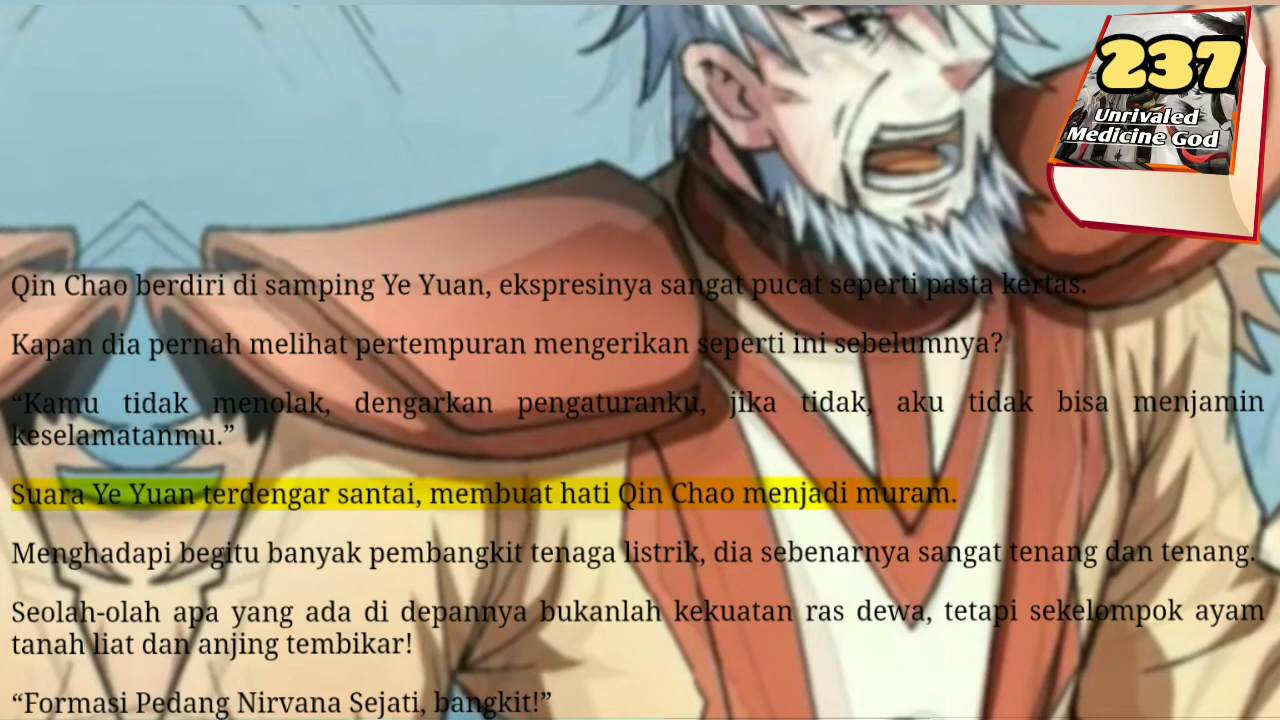 237
Unrivaled
Medicine God
Qin Chao berdiri di samping Ye Yuan, ekspresinya sangat pucat seperti pasta kertas.
Kapan dia pernah melihat pertempuran mengerikan seperti ini sebelumnya?
“Kamu tidak menolak, dengarkan pengaturanku, jika tidak, aku tidak bisa menjamin
keselamatanmu.”
Suara Ye Yuan terdengar santai, membuat hati Qin Chao menjadi muram.
Menghadapi begitu banyak pembangkit tenaga listrik, dia sebenarnya sangat tenang dan tenang.
Seolah-olah apa yang ada di depannya bukanlah kekuatan ras dewa, tetapi sekelompok ayam
tanah liat dan anjing tembikar!
“Formasi Pedang Nirvana Sejati, bangkit!”